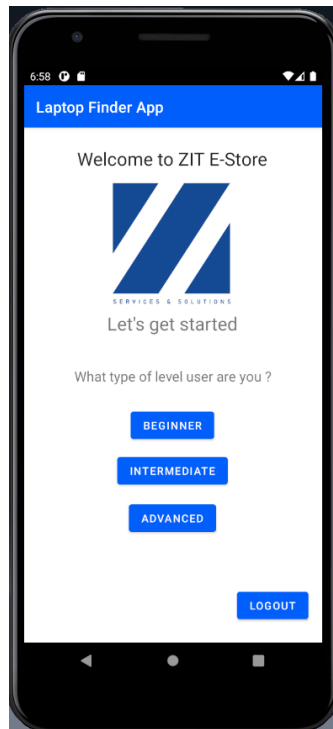 6:58
Laptop Finder App
Welcome to ZIT E-Store
SERVICES & SOLUTIONS
Let's get started
What type of level user are you ?
BEGINNER
INTERMEDIATE
ADVANCED
LOGOUT